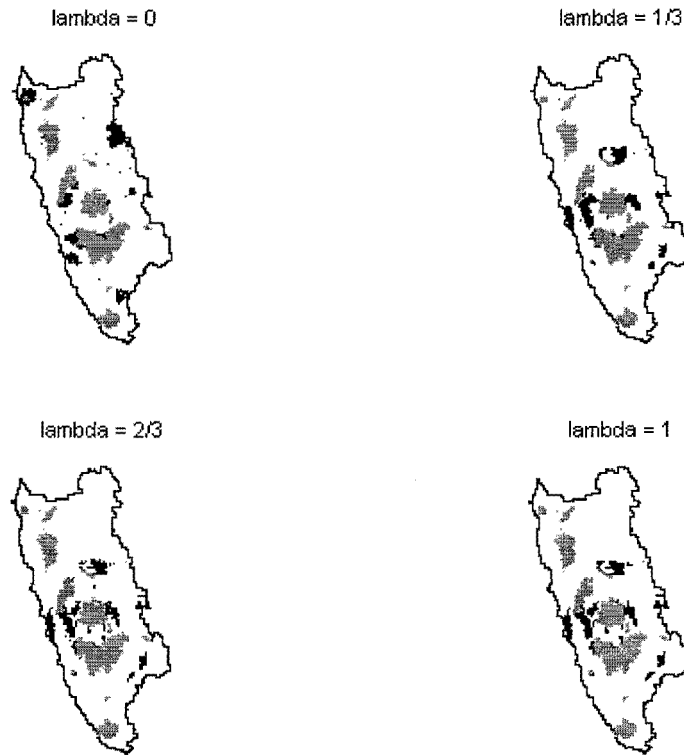 lambda = 0
lambda = 1/3
lambda = 2/3
lambda = 1